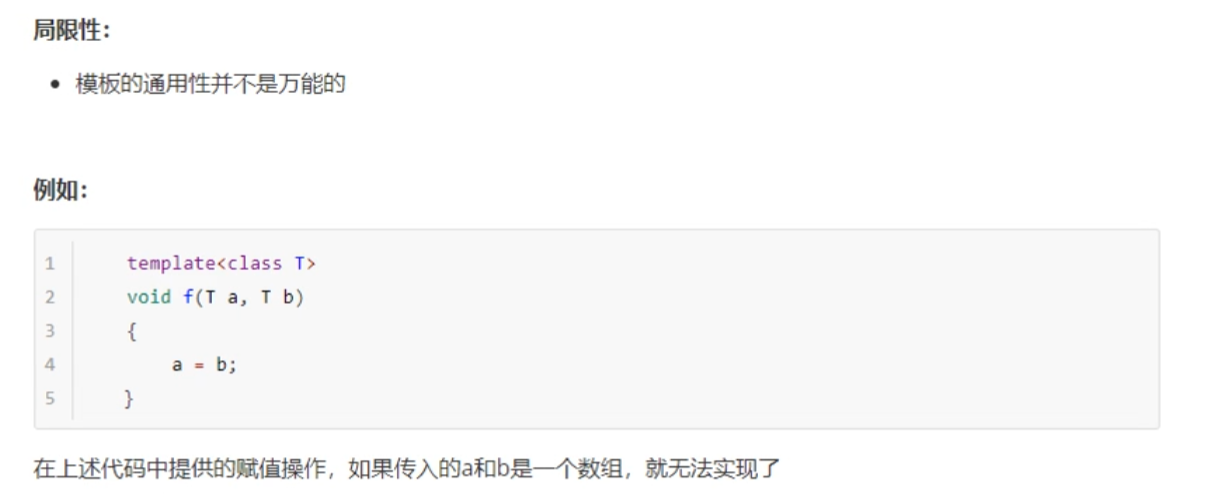 局限性：
• 模板的通用性并不是万能的
例如：
1 template<class T>
2 void f(T a, T b)
3 {
4 a = b;
5 }
在上述代码中提供的赋值操作，如果传入的a和b是一个数组，就无法实现了